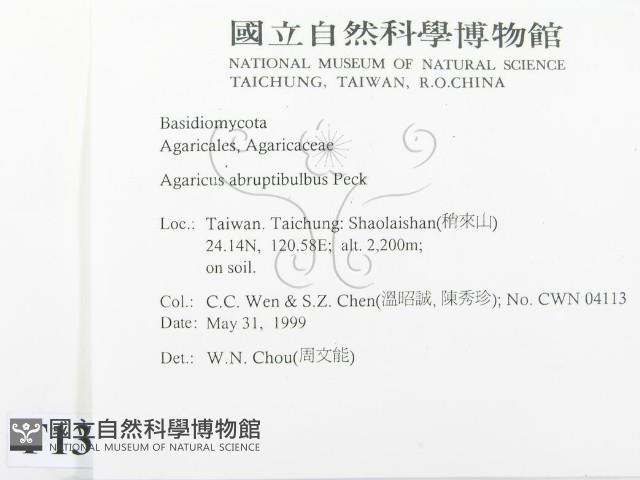 國立自然科學博物館
NATIONAL MUSEUM OF NATURAL SCIENCE
TAICHUNG, TAIWAN, R.O.CHINA
Basidiomycota
Agaricales, Agaricaceae
Agaricus abruptibulbus Peck
Loc.: Taiwan. Taichung: Shaolaishan(稍來山)
24.14N, 120.58E; alt. 2,200m;
on soil.
Col.: C.C. Wen & S.Z. Chen(溫昭誠, 陳秀珍); No. CWN 04113
Date: May 31, 1999
Det.: W.N. Chou(周文能)
國立自然科學博物館
NATIONAL MUSEUM OF NATURAL SCIENCE
T13